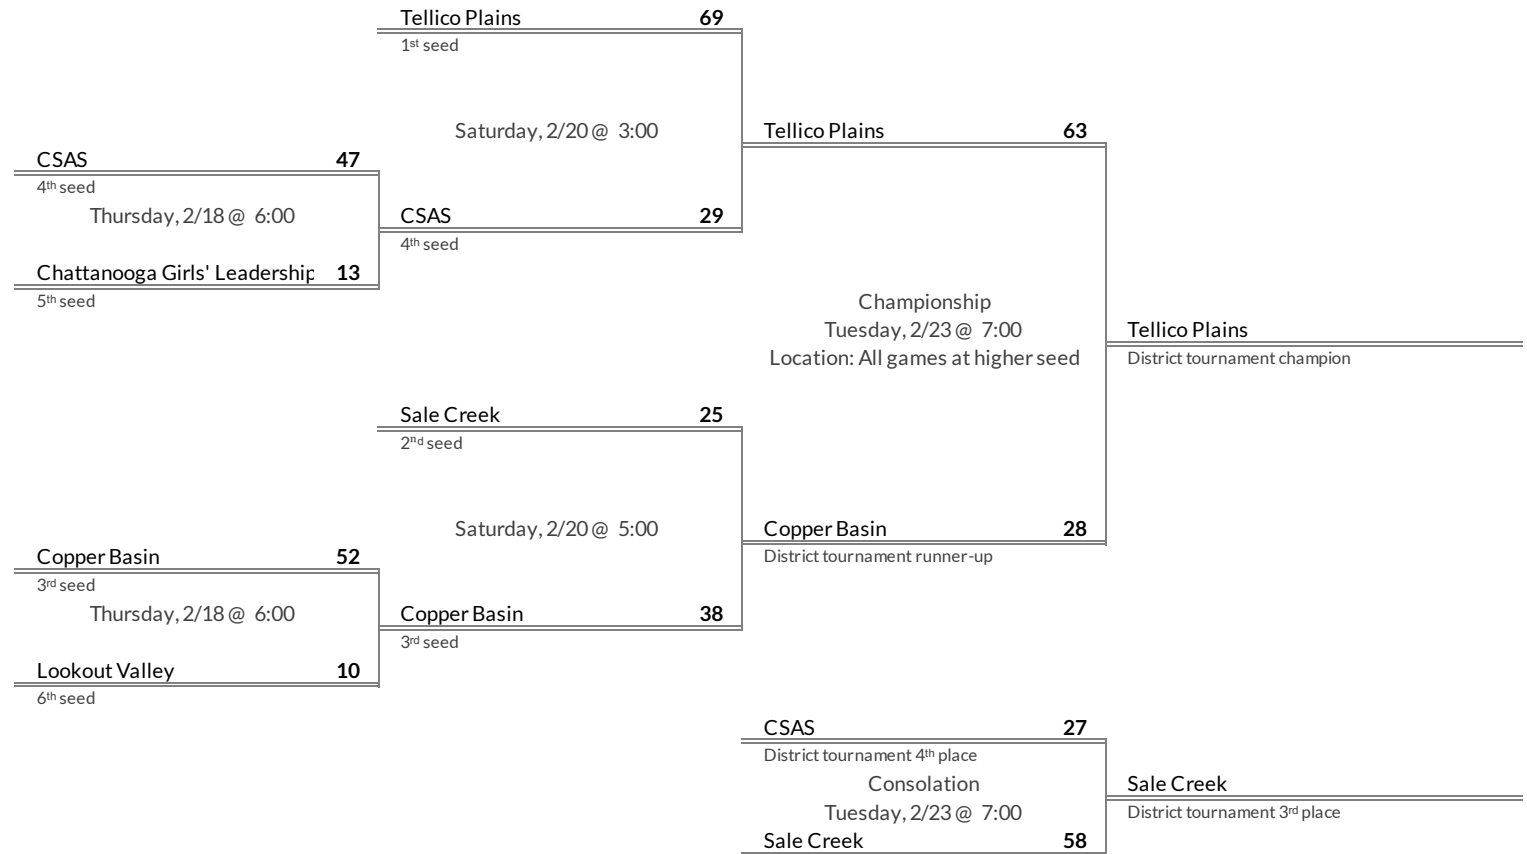 Tellico Plains 69
1st seed
Saturday, 2/20 @ 3:00
Tellico Plains 63
CSAS 47
4th seed
Thursday, 2/18 @ 6:00
CSAS 29
4th seed
Chattanooga Girls' Leadership 13
5th seed
Championship
Tuesday, 2/23 @ 7:00
Location: All games at higher seed
Tellico Plains
District tournament champion
Sale Creek 25
2nd seed
Saturday, 2/20 @ 5:00
Copper Basin 28
District tournament runner-up
Copper Basin 52
3rd seed
Thursday, 2/18 @ 6:00
Copper Basin 38
3rd seed
Lookout Valley 10
6th seed
CSAS 27
District tournament 4th place
Consolation
Tuesday, 2/23 @ 7:00
Sale Creek 58
Sale Creek
District tournament 3rd place